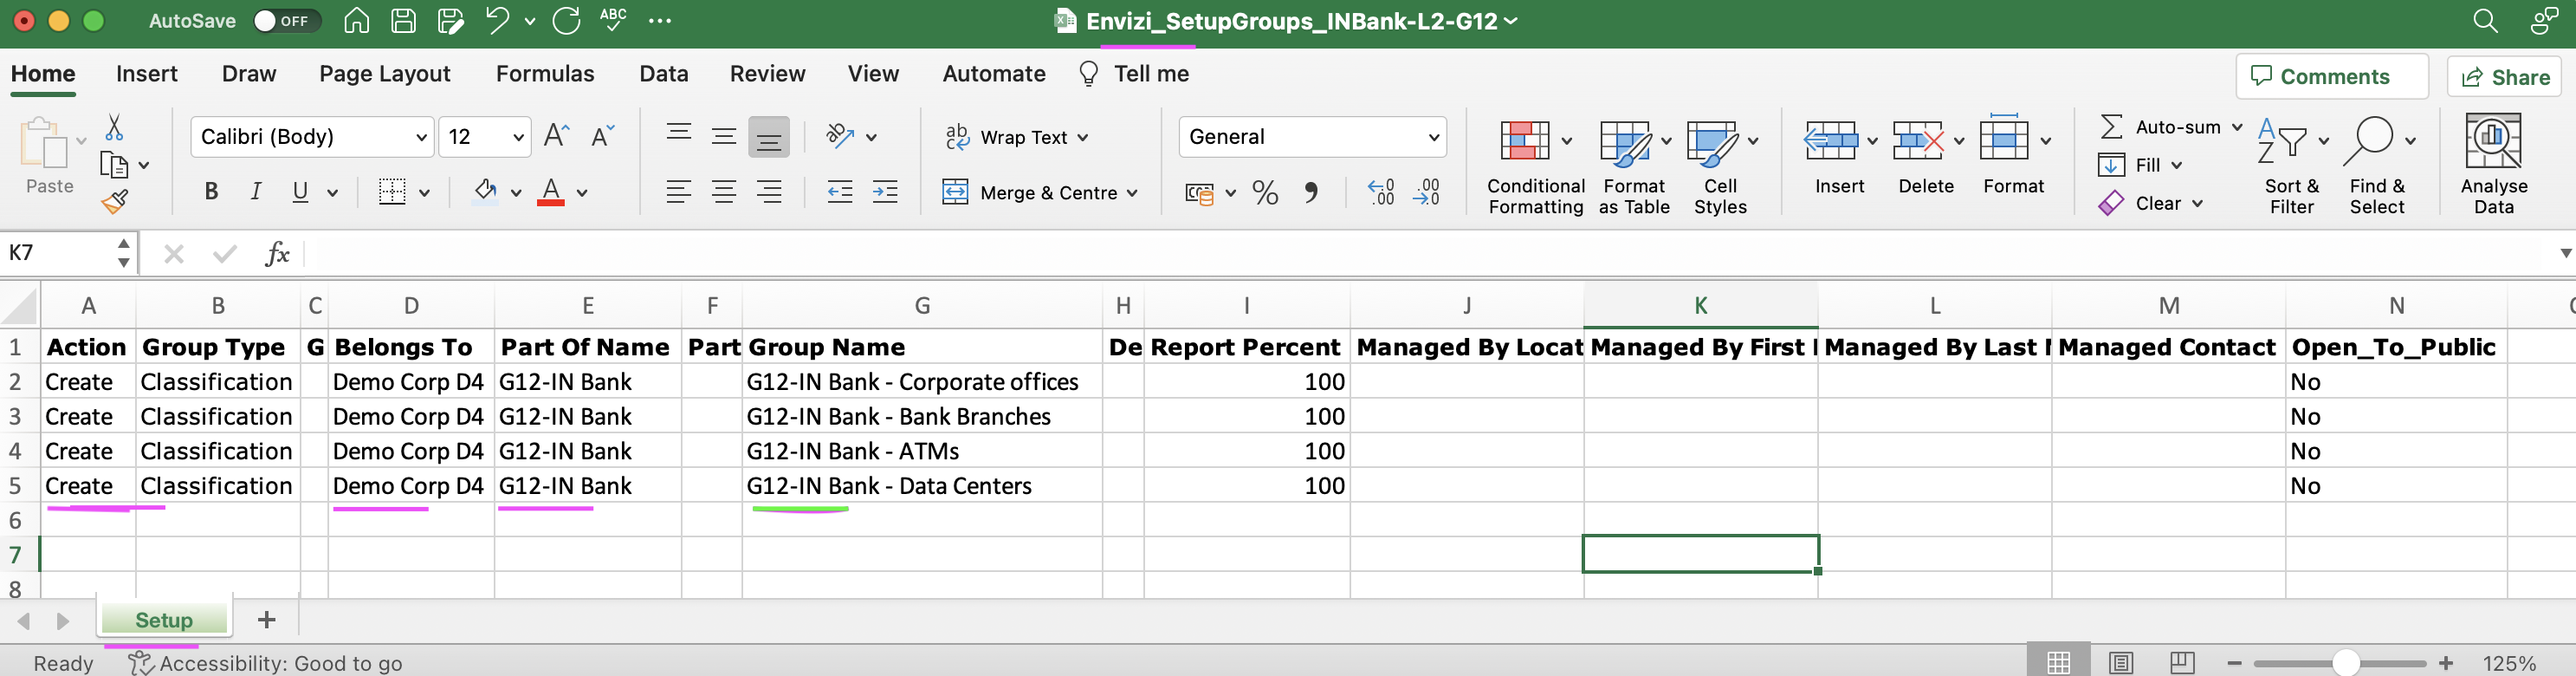 AutoSave OFF ABC Envizi_SetupGroups_INBank-L2-G12
Home Insert Draw Page Layout Formulas Data Review View Automate Tell me Comments Share
Paste Calibri (Body) 12 A A Wrap Text General Conditional Formatting Format as Table Cell Styles Insert Delete Format Auto-sum Fill Clear Sort & Filter Find & Select Analyse Data
B I U A Merge & Centre % 
K7 fx
A B C D E F G H I J K L M N
1 Action Group Type G Belongs To Part Of Name Part Group Name De Report Percent Managed By Locat Managed By First Managed By Last Managed Contact Open_To_Public
2 Create Classification Demo Corp D4 G12-IN Bank G12-IN Bank - Corporate offices 100 No
3 Create Classification Demo Corp D4 G12-IN Bank G12-IN Bank - Bank Branches 100 No
4 Create Classification Demo Corp D4 G12-IN Bank G12-IN Bank - ATMs 100 No
5 Create Classification Demo Corp D4 G12-IN Bank G12-IN Bank - Data Centers 100 No
6
7
8
Setup +
Ready Accessibility: Good to go 125%